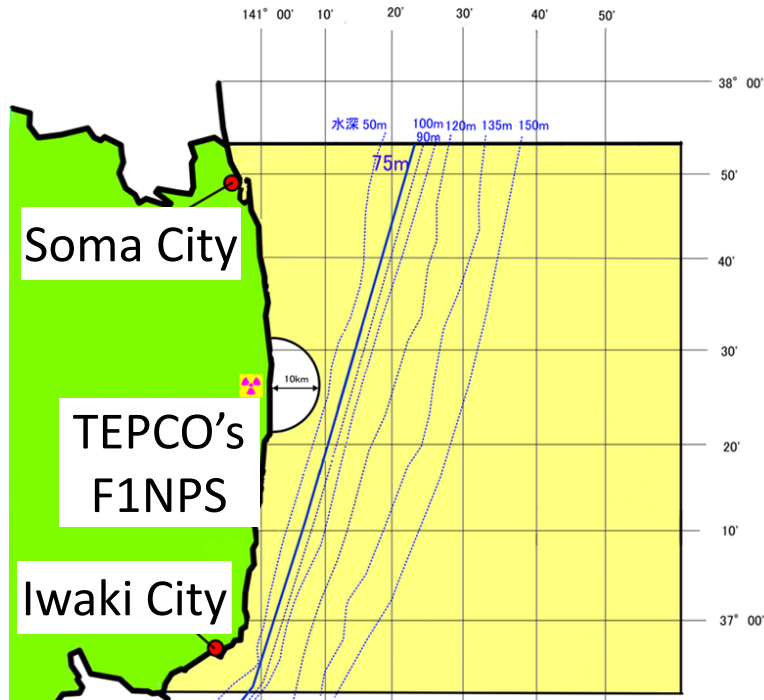 141° 00' 10' 20' 30' 40' 50'
38° 00'
水深 50m 100m 120m 135m 150m
90m
75m
50'
Soma City
40'
30'
10km
TEPCO's
F1NPS
20'
10'
Iwaki City
37° 00'